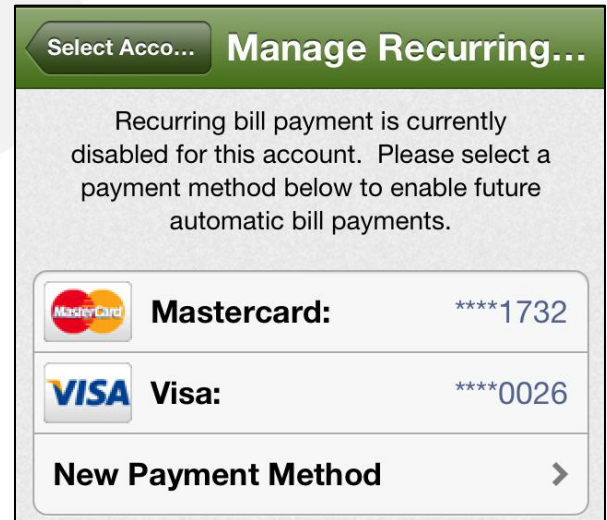 Select Acco... Manage Recurring...
Recurring bill payment is currently
disabled for this account. Please select a
payment method below to enable future
automatic bill payments.
MasterCard Mastercard: ****1732
VISA Visa: ****0026
New Payment Method >